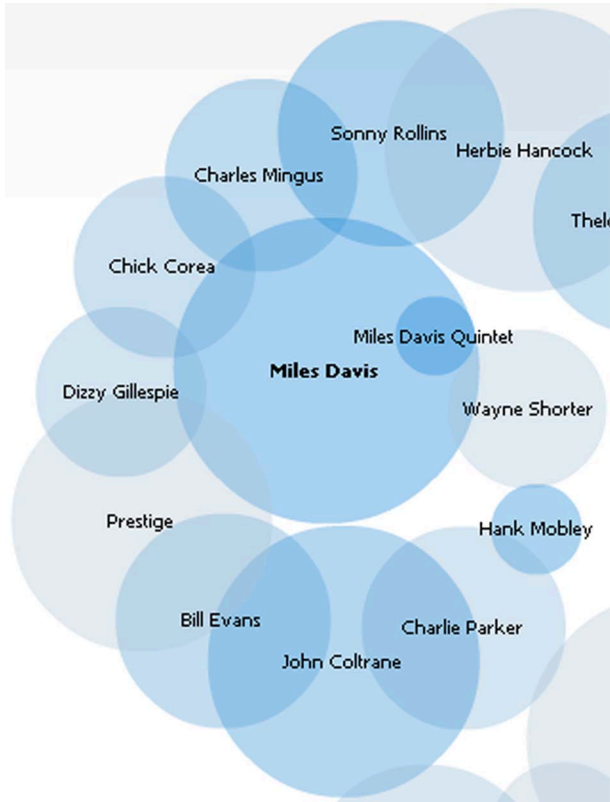 Sonny Rollins
Herbie Hancock
Charles Mingus
Chick Corea
Miles Davis Quintet
Miles Davis
Dizzy Gillespie
Wayne Shorter
Prestige
Hank Mobley
Bill Evans
Charlie Parker
John Coltrane